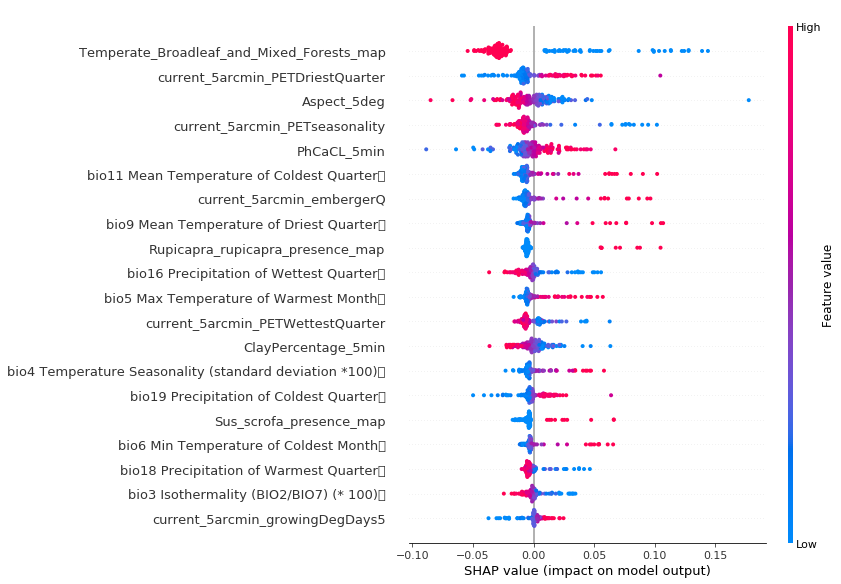 High
Temperate_Broadleaf_and_Mixed_Forests_map
current_5arcmin_PETDriestQuarter
Aspect_5deg
current_5arcmin_PETseasonality
PhCaCL_5min
bio11 Mean Temperature of Coldest Quarter
current_5arcmin_embergerQ
bio9 Mean Temperature of Driest Quarter
Rupicapra_rupicapra_presence_map
bio16 Precipitation of Wettest Quarter
bio5 Max Temperature of Warmest Month
current_5arcmin_PETWettestQuarter
ClayPercentage_5min
bio4 Temperature Seasonality (standard deviation *100)
bio19 Precipitation of Coldest Quarter
Sus_scrofa_presence_map
bio6 Min Temperature of Coldest Month
bio18 Precipitation of Warmest Quarter
bio3 Isothermality (BIO2/BIO7) (* 100)
current_5arcmin_growingDegDays5
Feature value
Low
−0.10 −0.05 0.00 0.05 0.10 0.15
SHAP value (impact on model output)